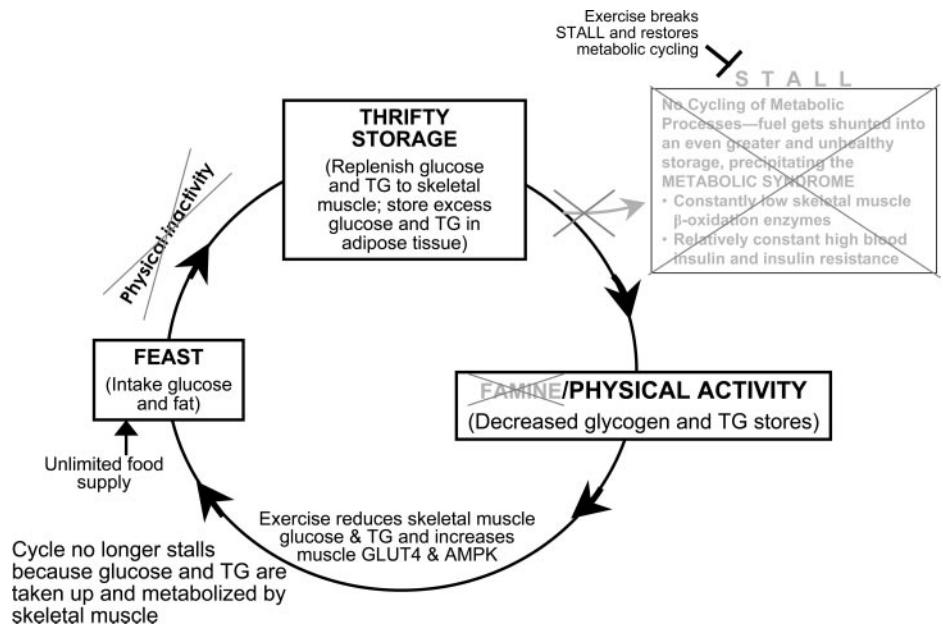 Exercise breaks
STALL and restores
metabolic cycling
STALL
No Cycling of Metabolic
Processes—fuel gets shunted into
an even greater and unhealthy
storage, precipitating the
METABOLIC SYNDROME
• Constantly low skeletal muscle
β-oxidation enzymes
• Relatively constant high blood
insulin and insulin resistance
THRIFTY
STORAGE
(Replenish glucose
and TG to skeletal
muscle; store excess
glucose and TG in
adipose tissue)
Physical inactivity
FEAST
(Intake glucose
and fat)
Unlimited food
supply
FAMINE/PHYSICAL ACTIVITY
(Decreased glycogen and TG stores)
Exercise reduces skeletal muscle
glucose & TG and increases
muscle GLUT4 & AMPK
Cycle no longer stalls
because glucose and TG are
taken up and metabolized by
skeletal muscle